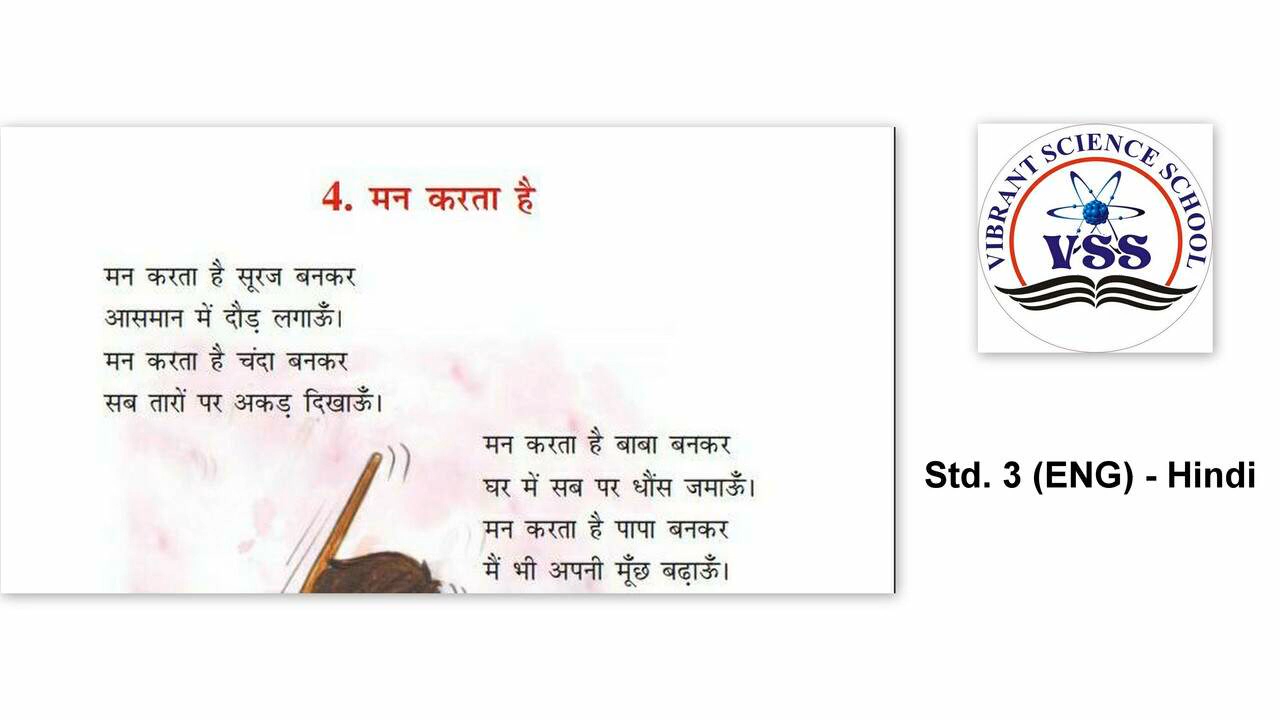 4. मन करता है
मन करता है सूरज बनकर
आसमान में दौड़ लगाऊँ।
मन करता है चंदा बनकर
सब तारों पर अकड़ दिखाऊँ।
मन करता है बाबा बनकर
घर में सब पर धौंस जमाऊँ।
मन करता है पापा बनकर
मैं भी अपनी मूँछ बढ़ाऊँ।
VIBRANT SCIENCE SCHOOL
VSS
Std. 3 (ENG) - Hindi